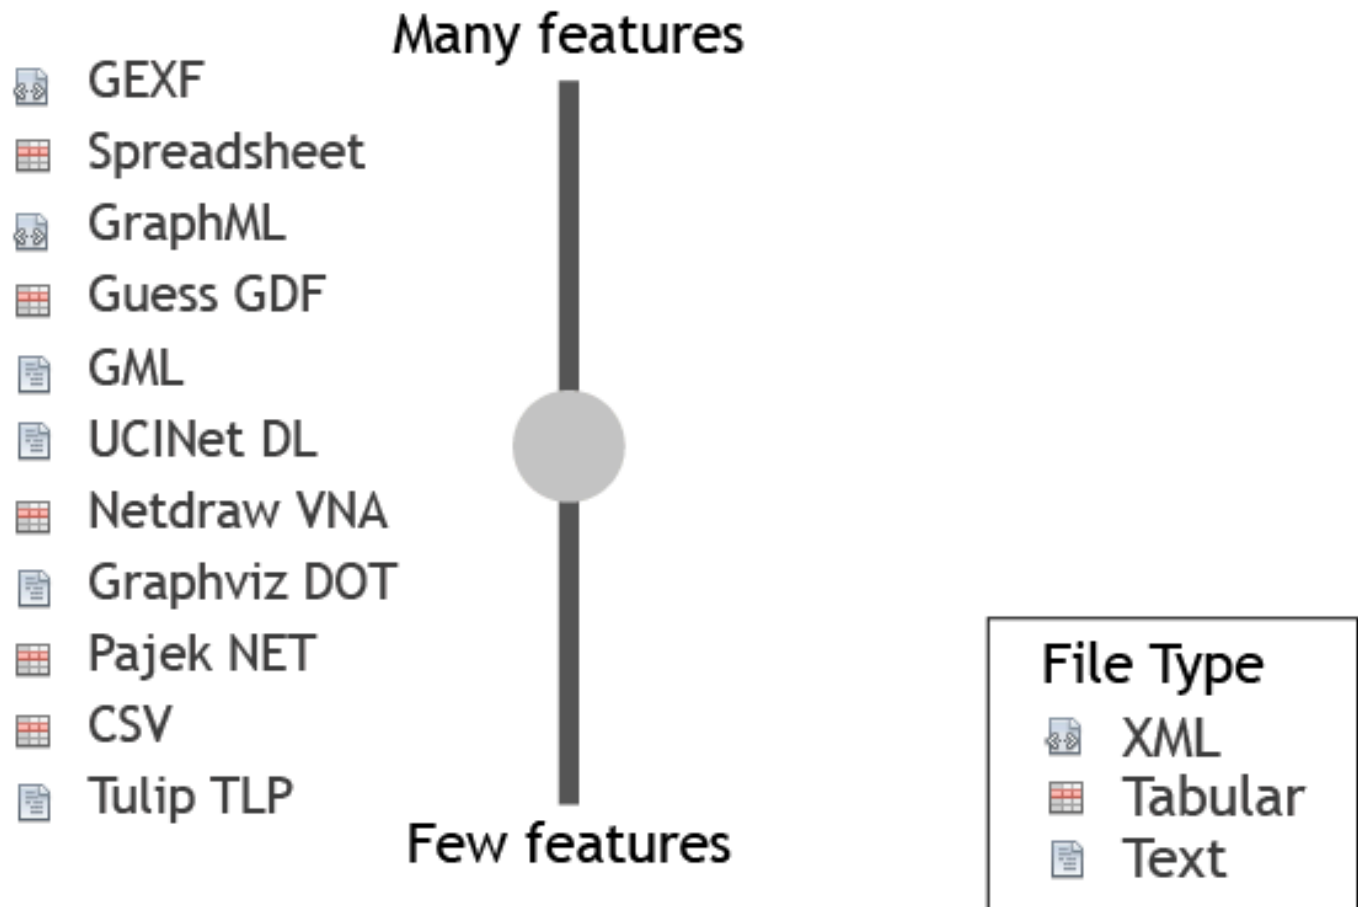 Many features
GEXF
Spreadsheet
GraphML
Guess GDF
GML
UCINet DL
Netdraw VNA
Graphviz DOT
Pajek NET
CSV
Tulip TLP
Few features
File Type
XML
Tabular
Text